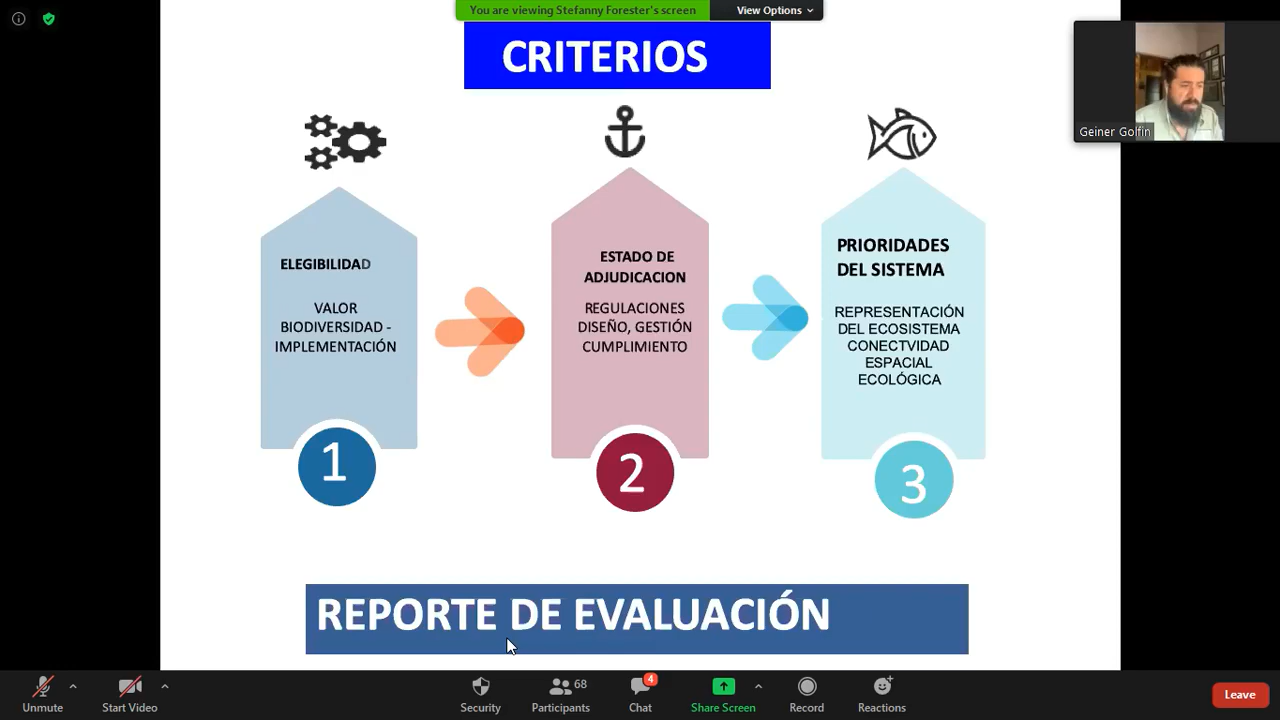 You are viewing Stefanny Forester's screen
View Options
CRITERIOS
Geiner Golfin
ELEGIBILIDAD
VALOR
BIODIVERSIDAD -
IMPLEMENTACIÓN
1
ESTADO DE
ADJUDICACION
REGULACIONES
DISEÑO, GESTIÓN
CUMPLIMIENTO
2
PRIORIDADES
DEL SISTEMA
REPRESENTACIÓN
DEL ECOSISTEMA
CONECTVIDAD
ESPACIAL
ECOLÓGICA
3
REPORTE DE EVALUACIÓN
Unmute
Start Video
Security
Participants
68
Chat
4
Share Screen
Record
Reactions
Leave